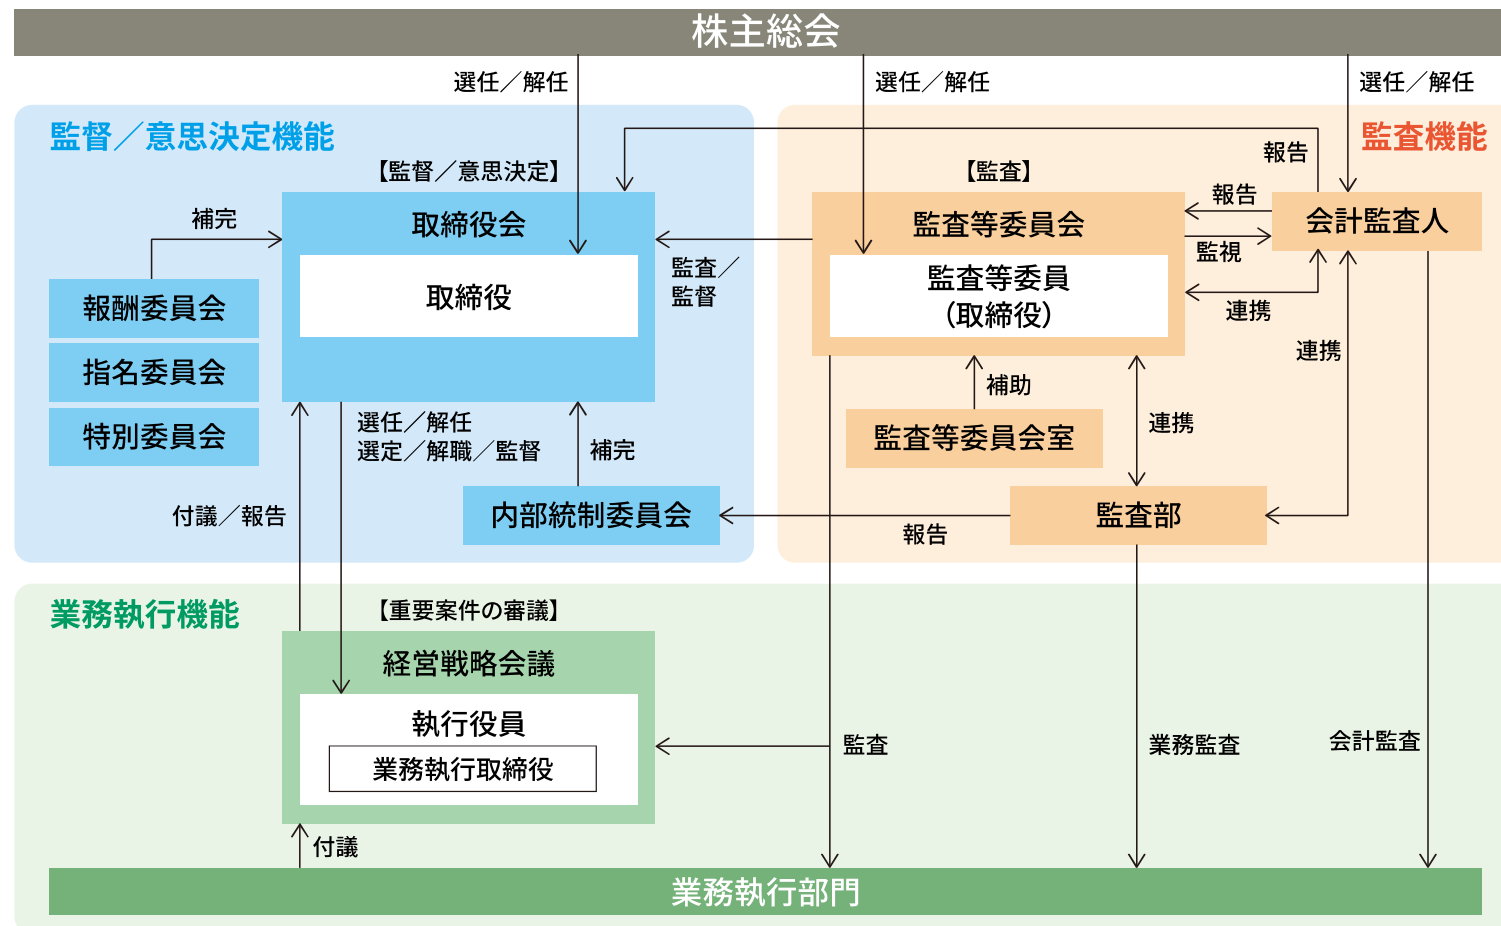 株主総会
選任／解任
選任／解任
選任／解任
監督／意思決定機能
監査機能
報告
【監督／意思決定】
【監査】
補完
取締役会
取締役
監査／
監督
監査等委員会
監査等委員
（取締役）
報告
監視
連携
会計監査人
連携
報酬委員会
指名委員会
特別委員会
選任／解任
選定／解職／監督
補完
補助
監査等委員会室
連携
付議／報告
内部統制委員会
報告
監査部
業務執行機能
【重要案件の審議】
経営戦略会議
執行役員
業務執行取締役
監査
業務監査
会計監査
付議
業務執行部門